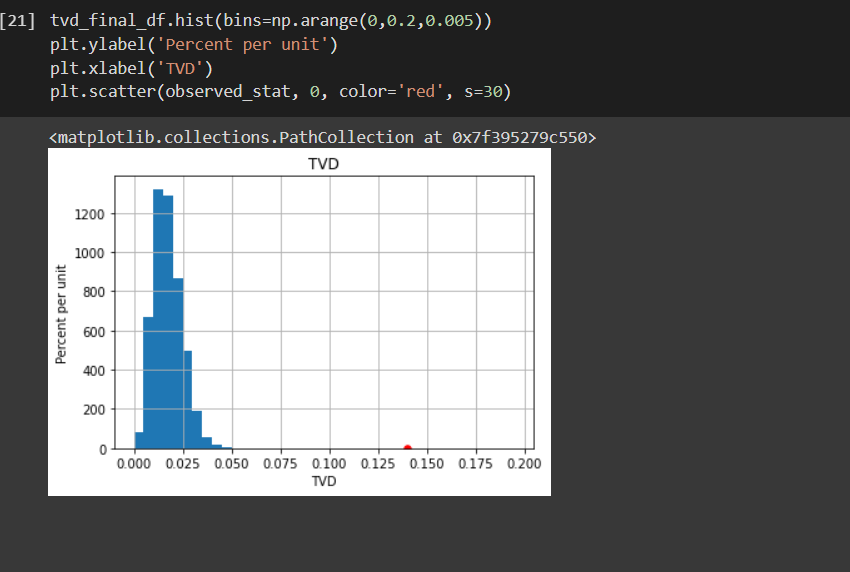 [21] tvd_final_df.hist(bins=np.arange(0,0.2,0.005))
plt.ylabel('Percent per unit')
plt.xlabel('TVD')
plt.scatter(observed_stat, 0, color='red', s=30)
<matplotlib.collections.PathCollection at 0x7f395279c550>
TVD
1200
1000
800
600
400
200
0
Percent per unit
0.000 0.025 0.050 0.075 0.100 0.125 0.150 0.175 0.200
TVD